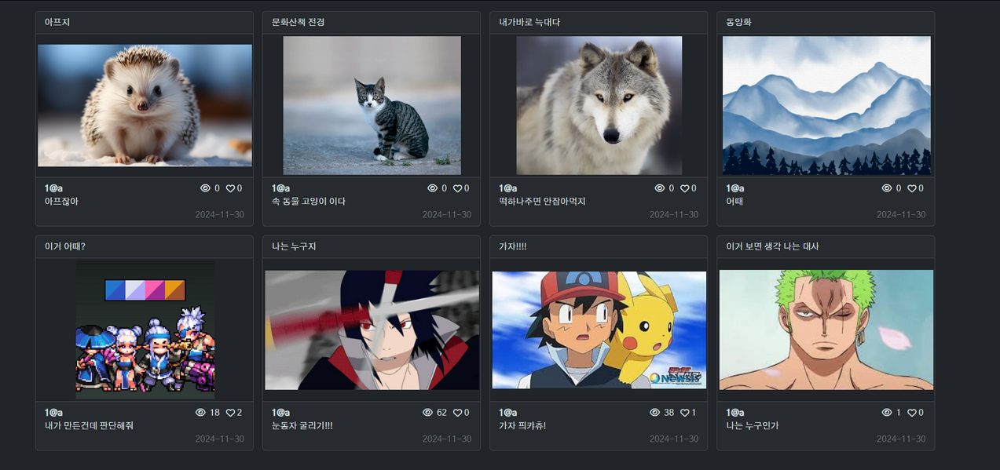 아프지
문화산책 전경
내가바로 늑대다
동양화
1@a 0 0
아프잖아
2024-11-30
1@a 0 0
속 동물 고양이 이다
2024-11-30
1@a 0 0
떡하나주면 안잡아먹지
2024-11-30
1@a 0 0
어때
2024-11-30
이거 어때?
나는 누구지
가자!!!!
이거 보면 생각 나는 대사
NEWSIS
1@a 18 2
내가 만든건데 판단해줘
2024-11-30
1@a 62 0
눈동자 굴리기!!!
2024-11-30
1@a 38 1
가자 픠캬츄!
2024-11-30
1@a 1 0
나는 누구인가
2024-11-30